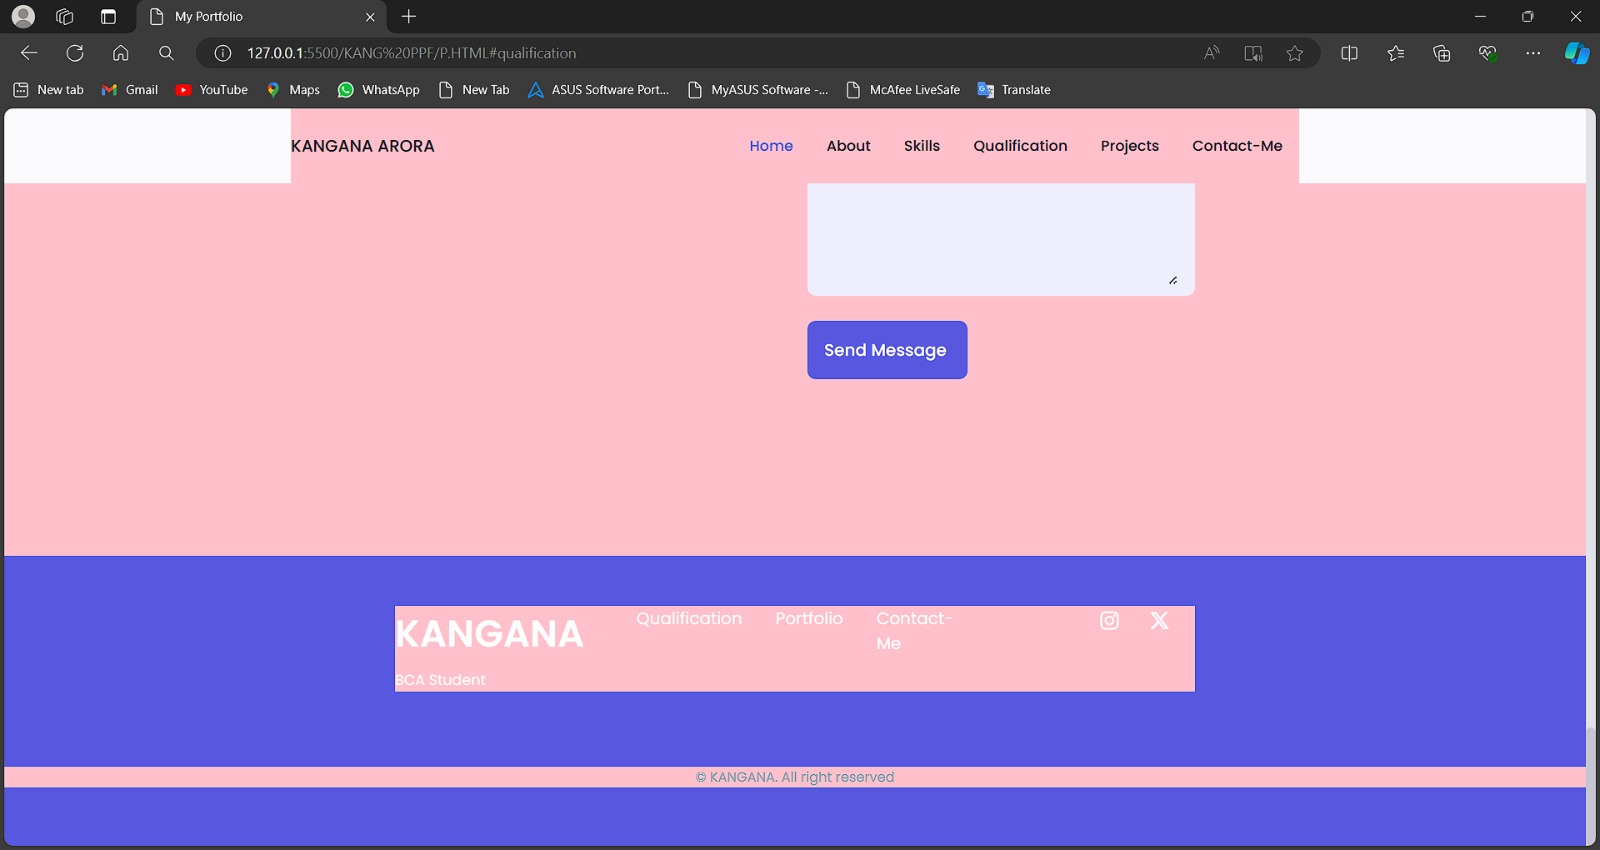 My Portfolio
127.0.0.1:5500/KANG%20PPF/P.HTML#qualification
New tab Gmail YouTube Maps WhatsApp New Tab ASUS Software Port... MyASUS Software -... McAfee LiveSafe Translate
KANGANA ARORA Home About Skills Qualification Projects Contact-Me
Send Message
KANGANA Qualification Portfolio Contact-
Me
BCA Student
© KANGANA. All right reserved